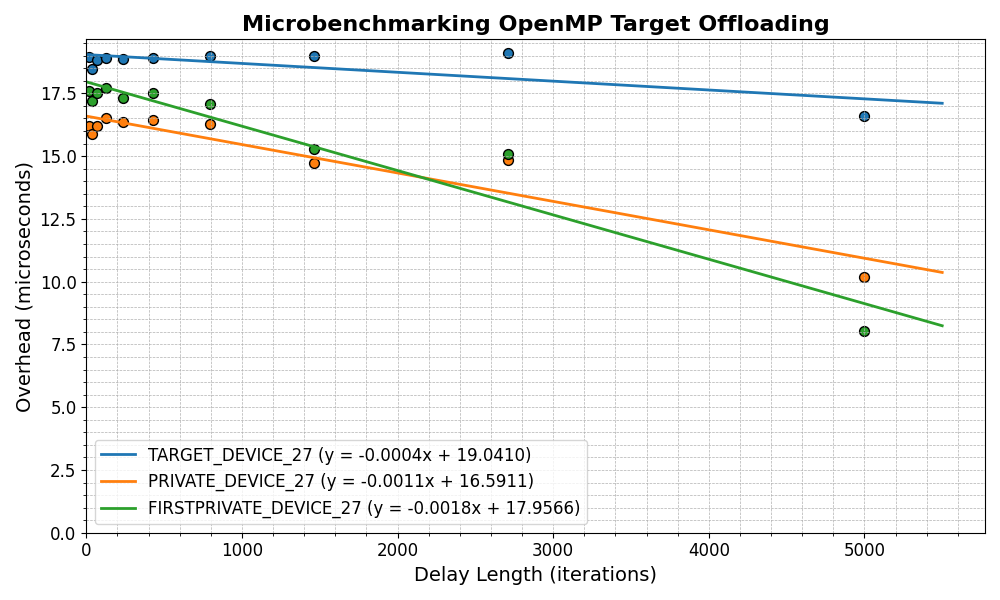 Microbenchmarking OpenMP Target Offloading
Overhead (microseconds)
17.5
15.0
12.5
10.0
7.5
5.0
2.5
0.0
TARGET_DEVICE_27 (y = -0.0004x + 19.0410)
PRIVATE_DEVICE_27 (y = -0.0011x + 16.5911)
FIRSTPRIVATE_DEVICE_27 (y = -0.0018x + 17.9566)
0 1000 2000 3000 4000 5000
Delay Length (iterations)